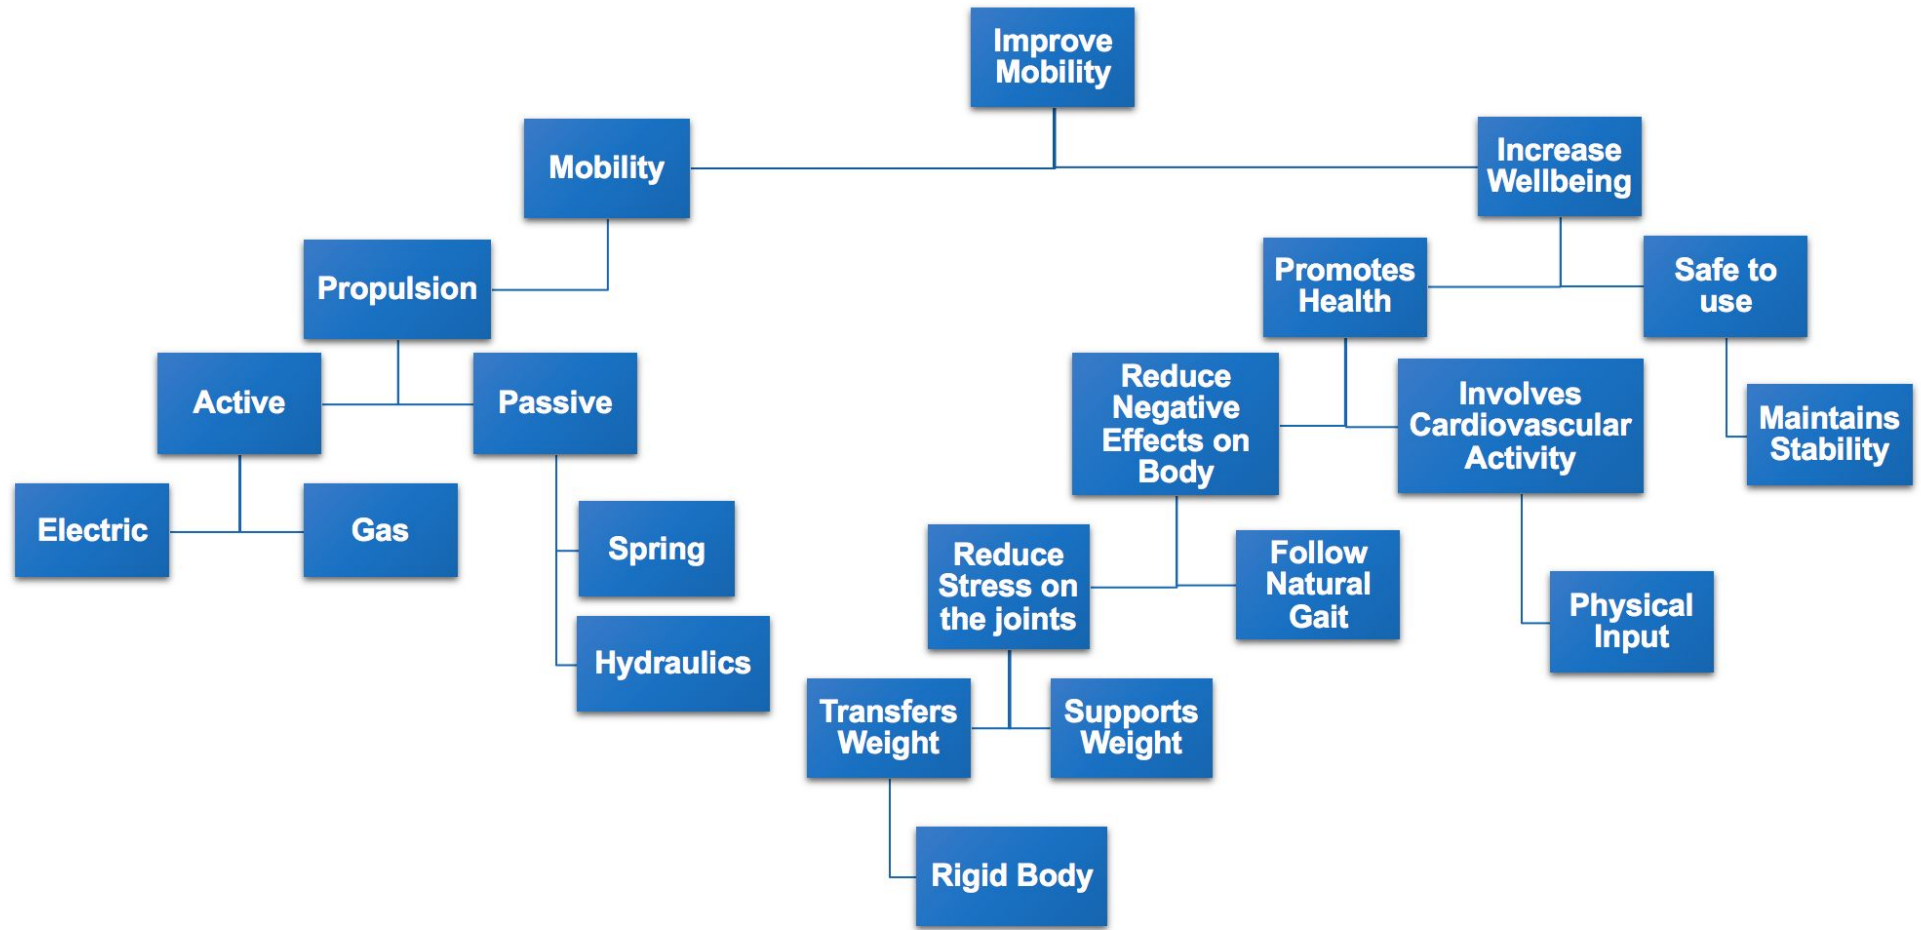 Improve
Mobility
Mobility
Increase
Wellbeing
Propulsion
Promotes
Health
Safe to
use
Active
Passive
Reduce
Negative
Effects on
Body
Involves
Cardiovascular
Activity
Maintains
Stability
Electric
Gas
Spring
Hydraulics
Reduce
Stress on
the joints
Follow
Natural
Gait
Physical
Input
Transfers
Weight
Supports
Weight
Rigid Body